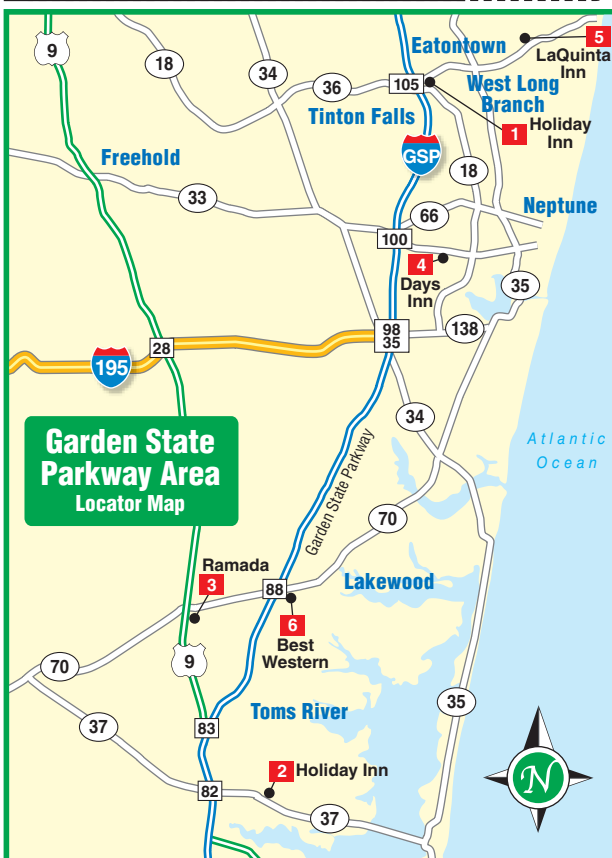 9
18
34
36
105
Eatontown
5
LaQuinta
Inn
West Long
Branch
Tinton Falls
1
Holiday
Inn
GSP
Freehold
33
18
66
Neptune
100
4
Days
Inn
35
28
195
98
35
138
34
Garden State
Parkway Area
Locator Map
Garden State Parkway
Atlantic
Ocean
70
Ramada
3
88
Lakewood
6
Best
Western
9
70
37
Toms River
35
83
2
Holiday Inn
82
37
N